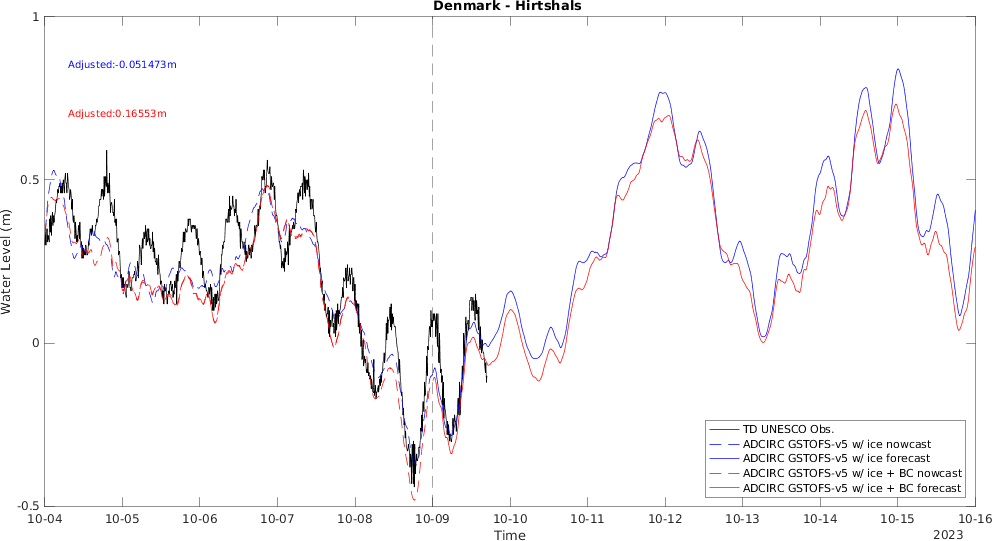 Denmark - Hirtshals
1
Adjusted:-0.051473m
Adjusted:0.16553m
0.5
Water Level (m)
0
TD UNESCO Obs.
ADCIRC GSTOFS-v5 w/ ice nowcast
ADCIRC GSTOFS-v5 w/ ice forecast
ADCIRC GSTOFS-v5 w/ ice + BC nowcast
ADCIRC GSTOFS-v5 w/ ice + BC forecast
-0.5
10-04 10-05 10-06 10-07 10-08 10-09 10-10 10-11 10-12 10-13 10-14 10-15 10-16
Time
2023